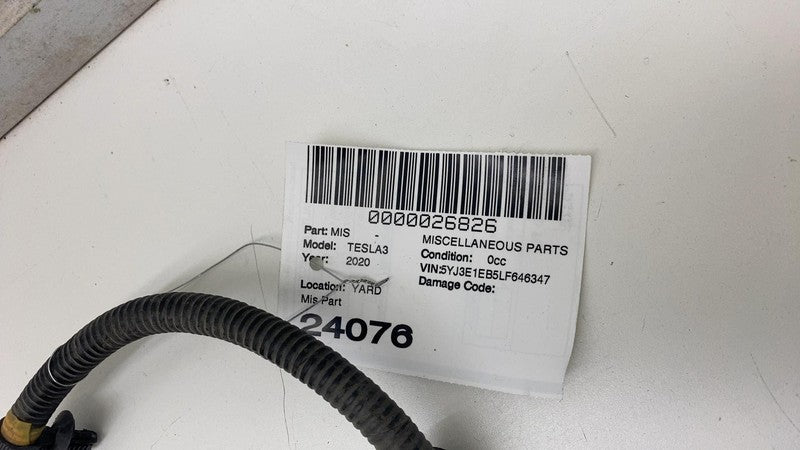 0000026826
Part: MIS - MISCELLANEOUS PARTS
Model: TESLA3 Condition: 0cc
Year: 2020 VIN:5YJ3E1EB5LF646347
Damage Code:
Location: YARD
Mis Part
24076